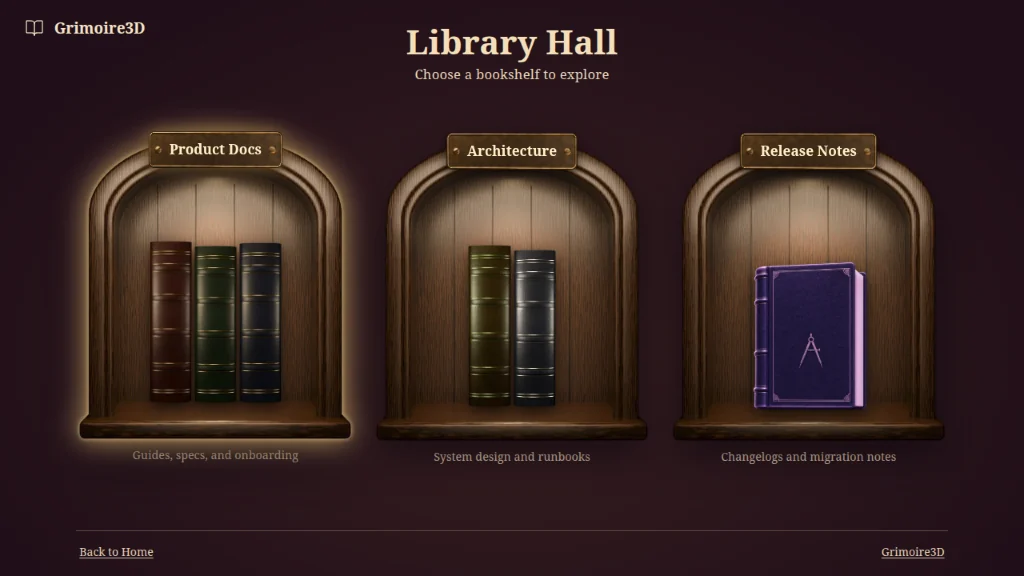 Grimoire3D
Library Hall
Choose a bookshelf to explore
Product Docs
Architecture
Release Notes
Guides, specs, and onboarding
System design and runbooks
Changelogs and migration notes
Back to Home
Grimoire3D